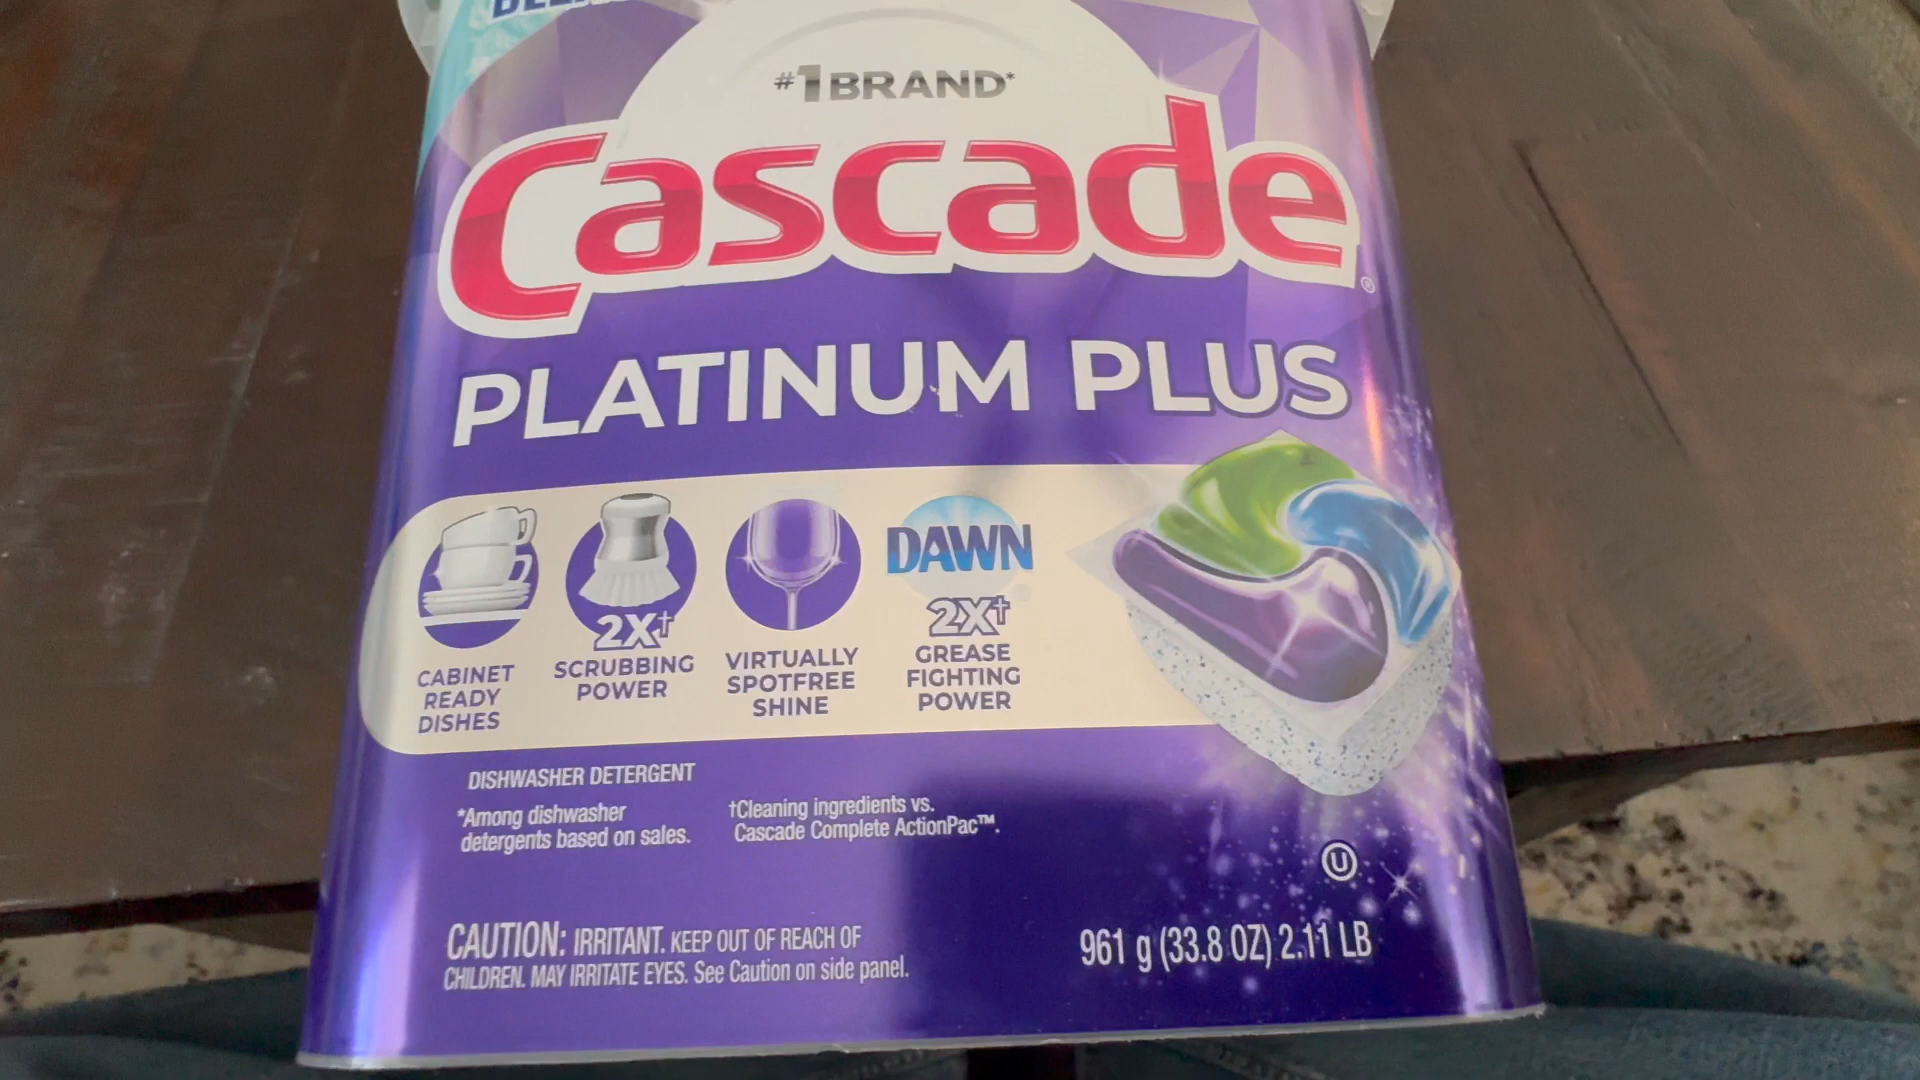 #1 BRAND*
Cascade®
PLATINUM PLUS
CABINET
READY
DISHES
2X†
SCRUBBING
POWER
VIRTUALLY
SPOTFREE
SHINE
DAWN
2X†
GREASE
FIGHTING
POWER
DISHWASHER DETERGENT
*Among dishwasher
detergents based on sales.
†Cleaning ingredients vs.
Cascade Complete ActionPac™.
U
CAUTION: IRRITANT. KEEP OUT OF REACH OF
CHILDREN. MAY IRRITATE EYES. See Caution on side panel.
961 g (33.8 OZ) 2.11 LB